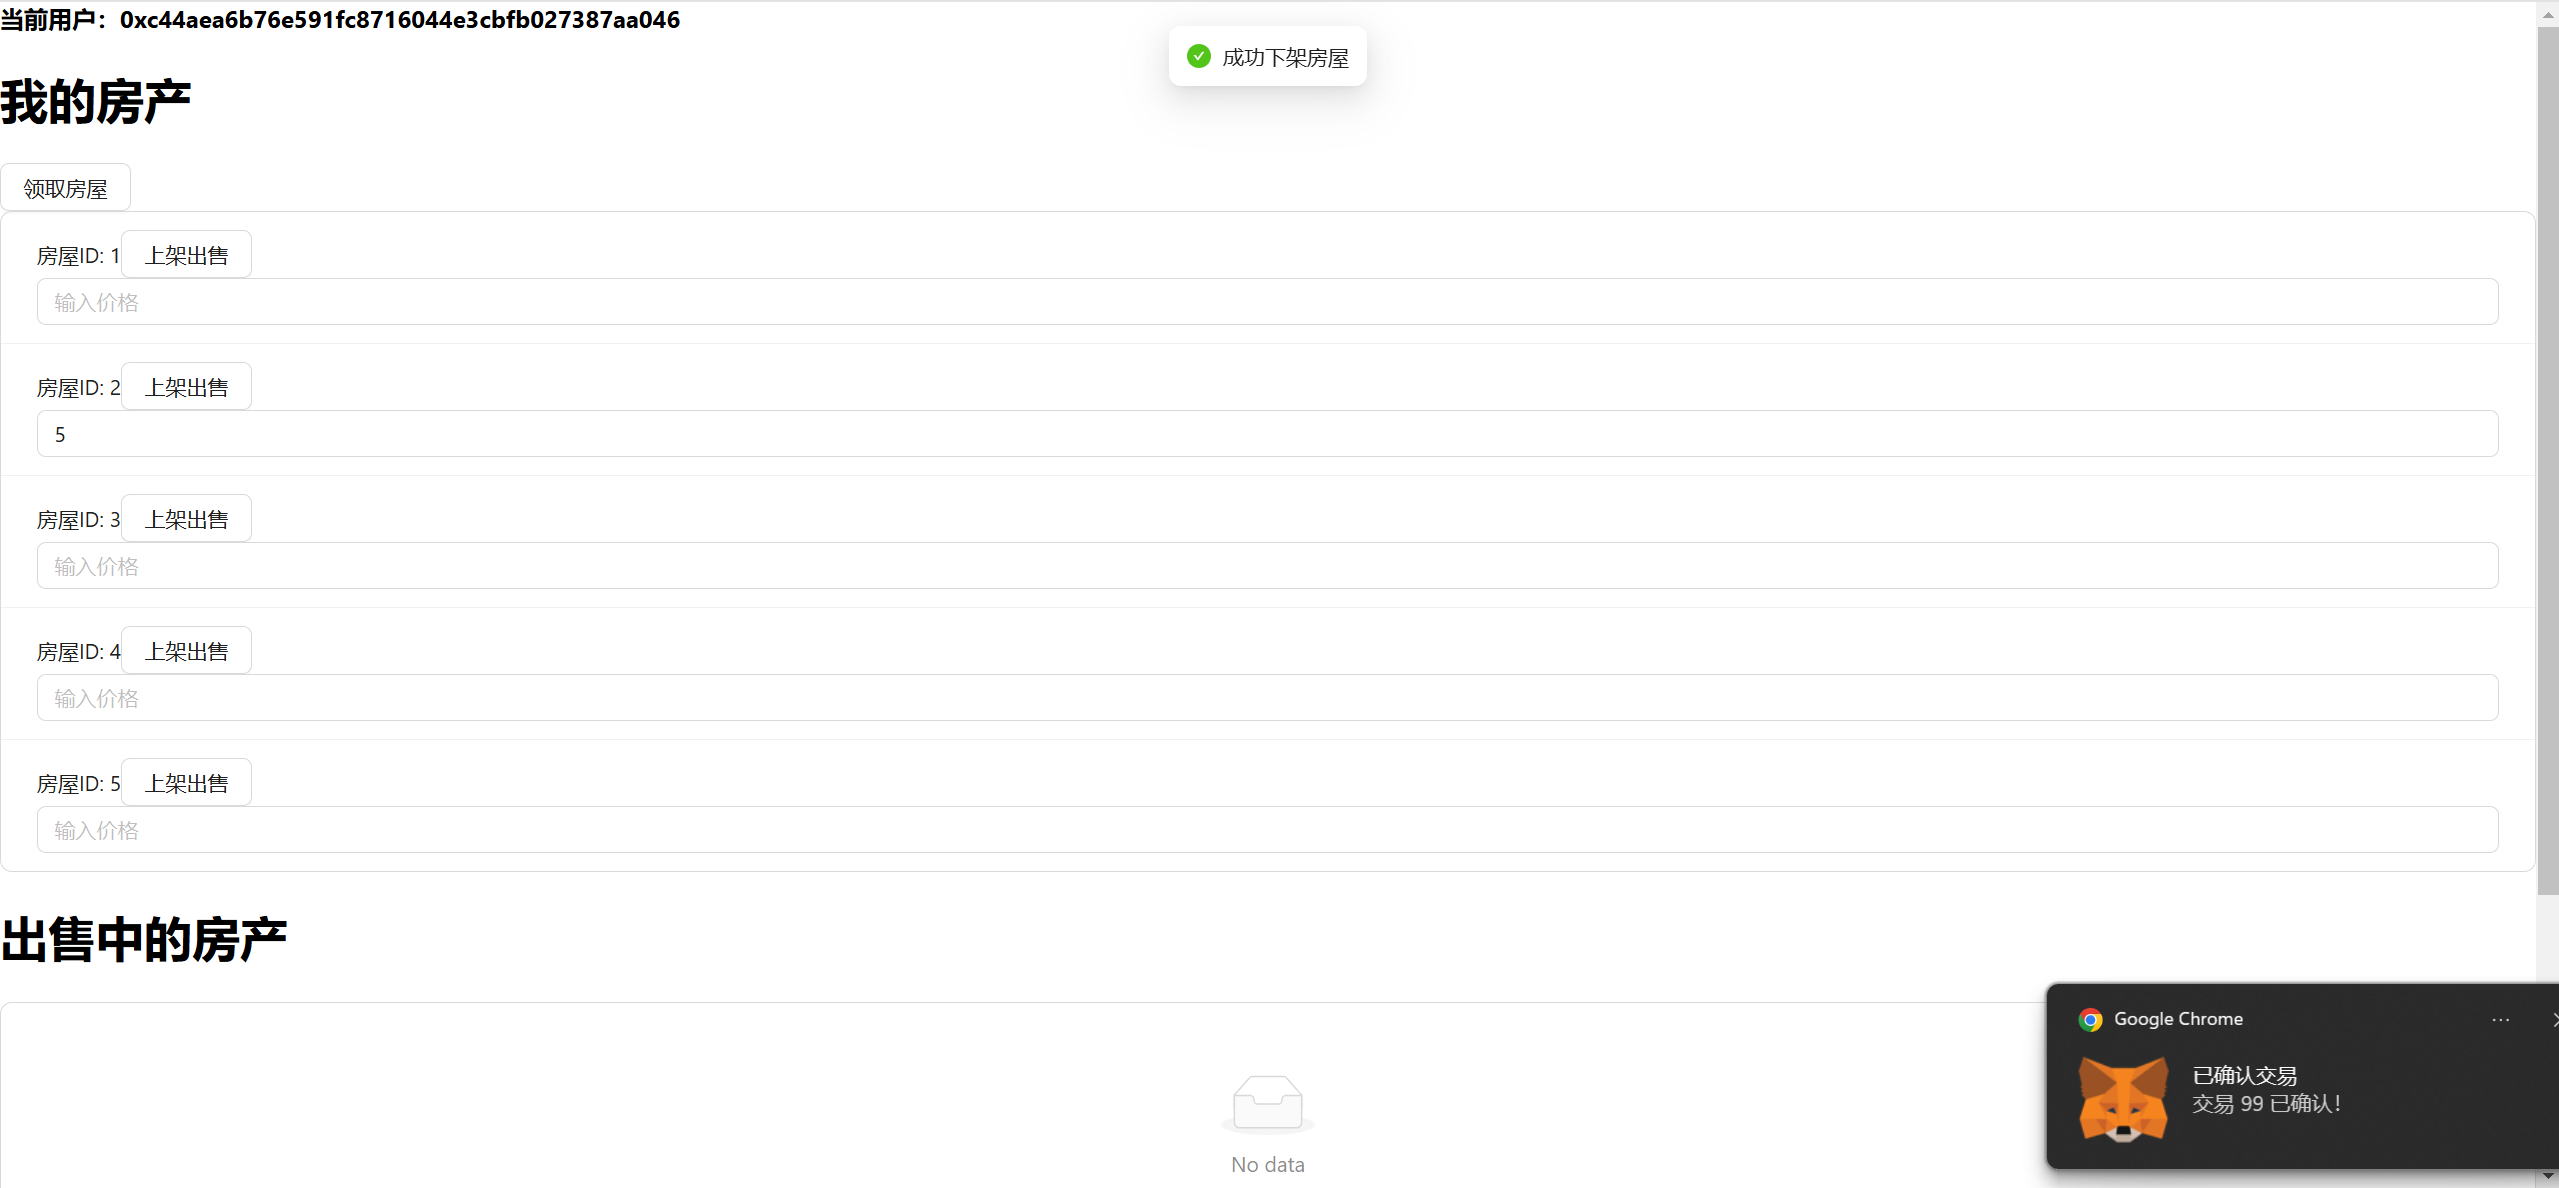 当前用户：0xc44aea6b76e591fc8716044e3cbfb027387aa046
成功下架房屋
我的房产
领取房屋
房屋ID: 1 上架出售
输入价格
房屋ID: 2 上架出售
5
房屋ID: 3 上架出售
输入价格
房屋ID: 4 上架出售
输入价格
房屋ID: 5 上架出售
输入价格
出售中的房产
No data
Google Chrome
已确认交易
交易 99 已确认！